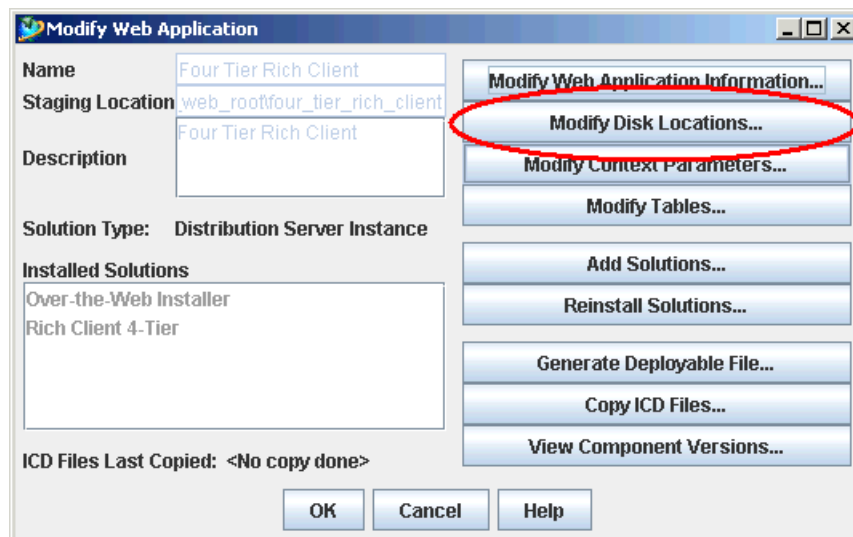 Modify Web Application
Name
Four Tier Rich Client
Staging Location
web_root\four_tier_rich_client
Description
Four Tier Rich Client
Solution Type: Distribution Server Instance
Installed Solutions
Over-the-Web Installer
Rich Client 4-Tier
ICD Files Last Copied: <No copy done>
Modify Web Application Information...
Modify Disk Locations...
Modify Context Parameters...
Modify Tables...
Add Solutions...
Reinstall Solutions...
Generate Deployable File...
Copy ICD Files...
View Component Versions...
OK
Cancel
Help